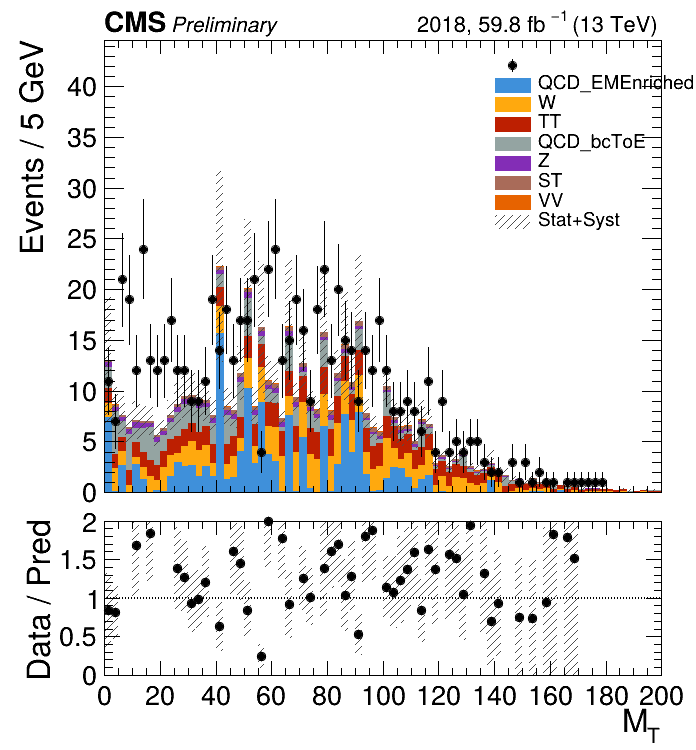 CMS Preliminary 2018, 59.8 fb⁻¹ (13 TeV)
Events / 5 GeV
40
35
30
25
20
15
10
5
0
QCD_EMEnriched
W
TT
QCD_bcToE
Z
ST
VV
Stat+Syst
Data / Pred
2
1.5
1
0.5
0
0 20 40 60 80 100 120 140 160 180 200
M_T